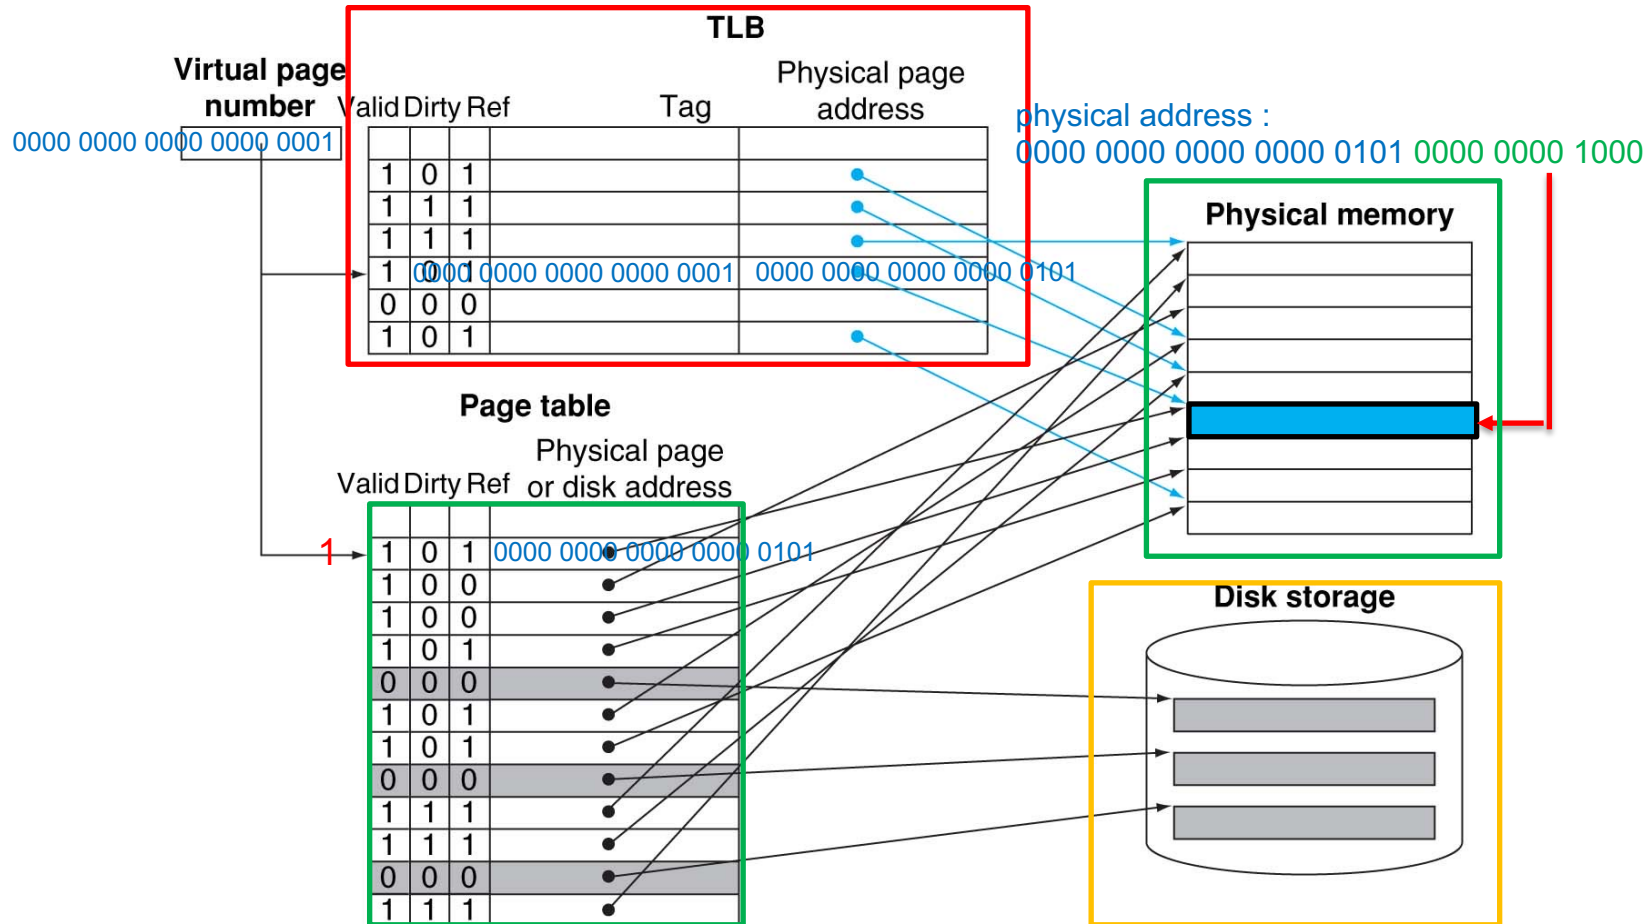 TLB
Virtual page
number
Valid Dirty Ref
Tag
Physical page
address
physical address :
0000 0000 0000 0000 0101 0000 0000 1000
0000 0000 0000 0000 0001
1 0 1
1 1 1
1 1 1
1 0 1 0000 0000 0000 0000 0001 0000 0000 0000 0000 0101
0 0 0
1 0 1
Physical memory
Page table
Physical page
or disk address
Valid Dirty Ref
1
1 0 1 0000 0000 0000 0000 0101
1 0 0
1 0 0
1 0 1
0 0 0
1 0 1
1 0 1
0 0 0
1 1 1
1 1 1
0 0 0
1 1 1
Disk storage